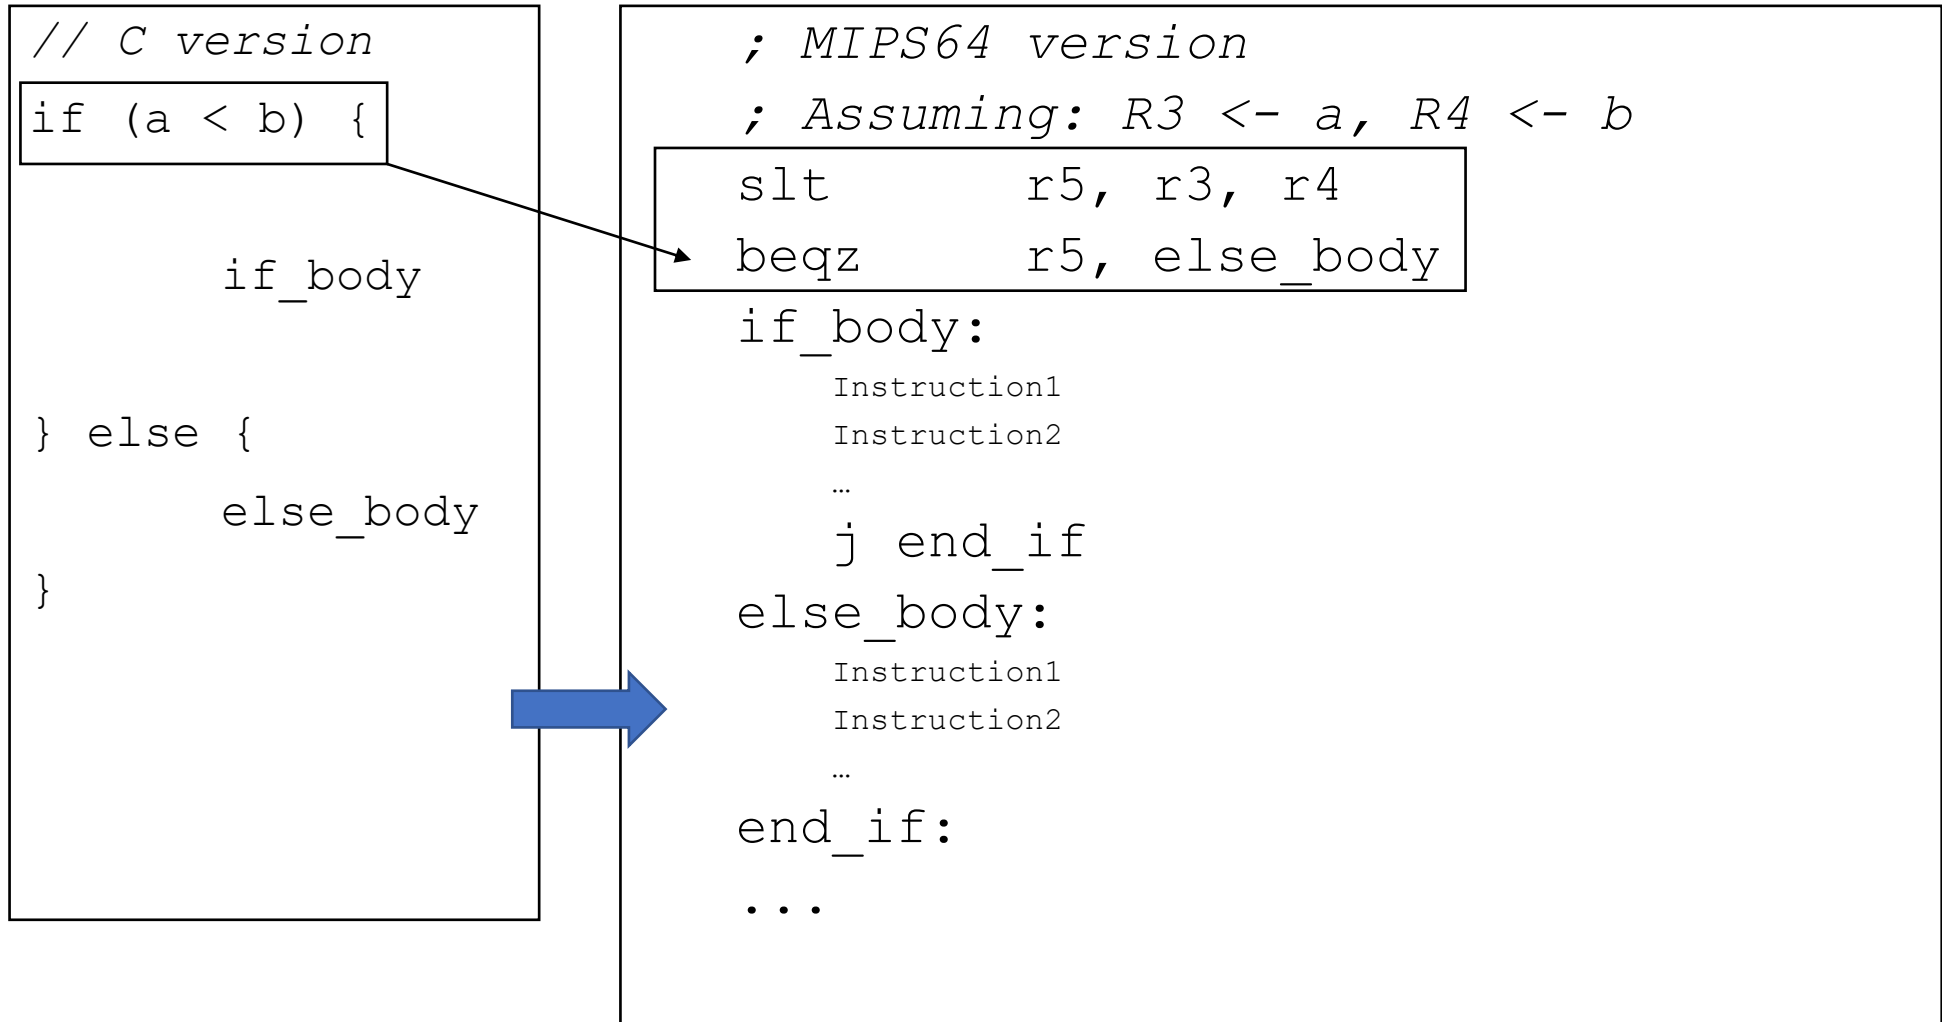 // C version
if (a < b) {
if_body
} else {
else_body
}
; MIPS64 version
; Assuming: R3 <- a, R4 <- b
slt r5, r3, r4
beqz r5, else_body
if_body:
Instruction1
Instruction2
…
j end_if
else_body:
Instruction1
Instruction2
…
end_if:
...